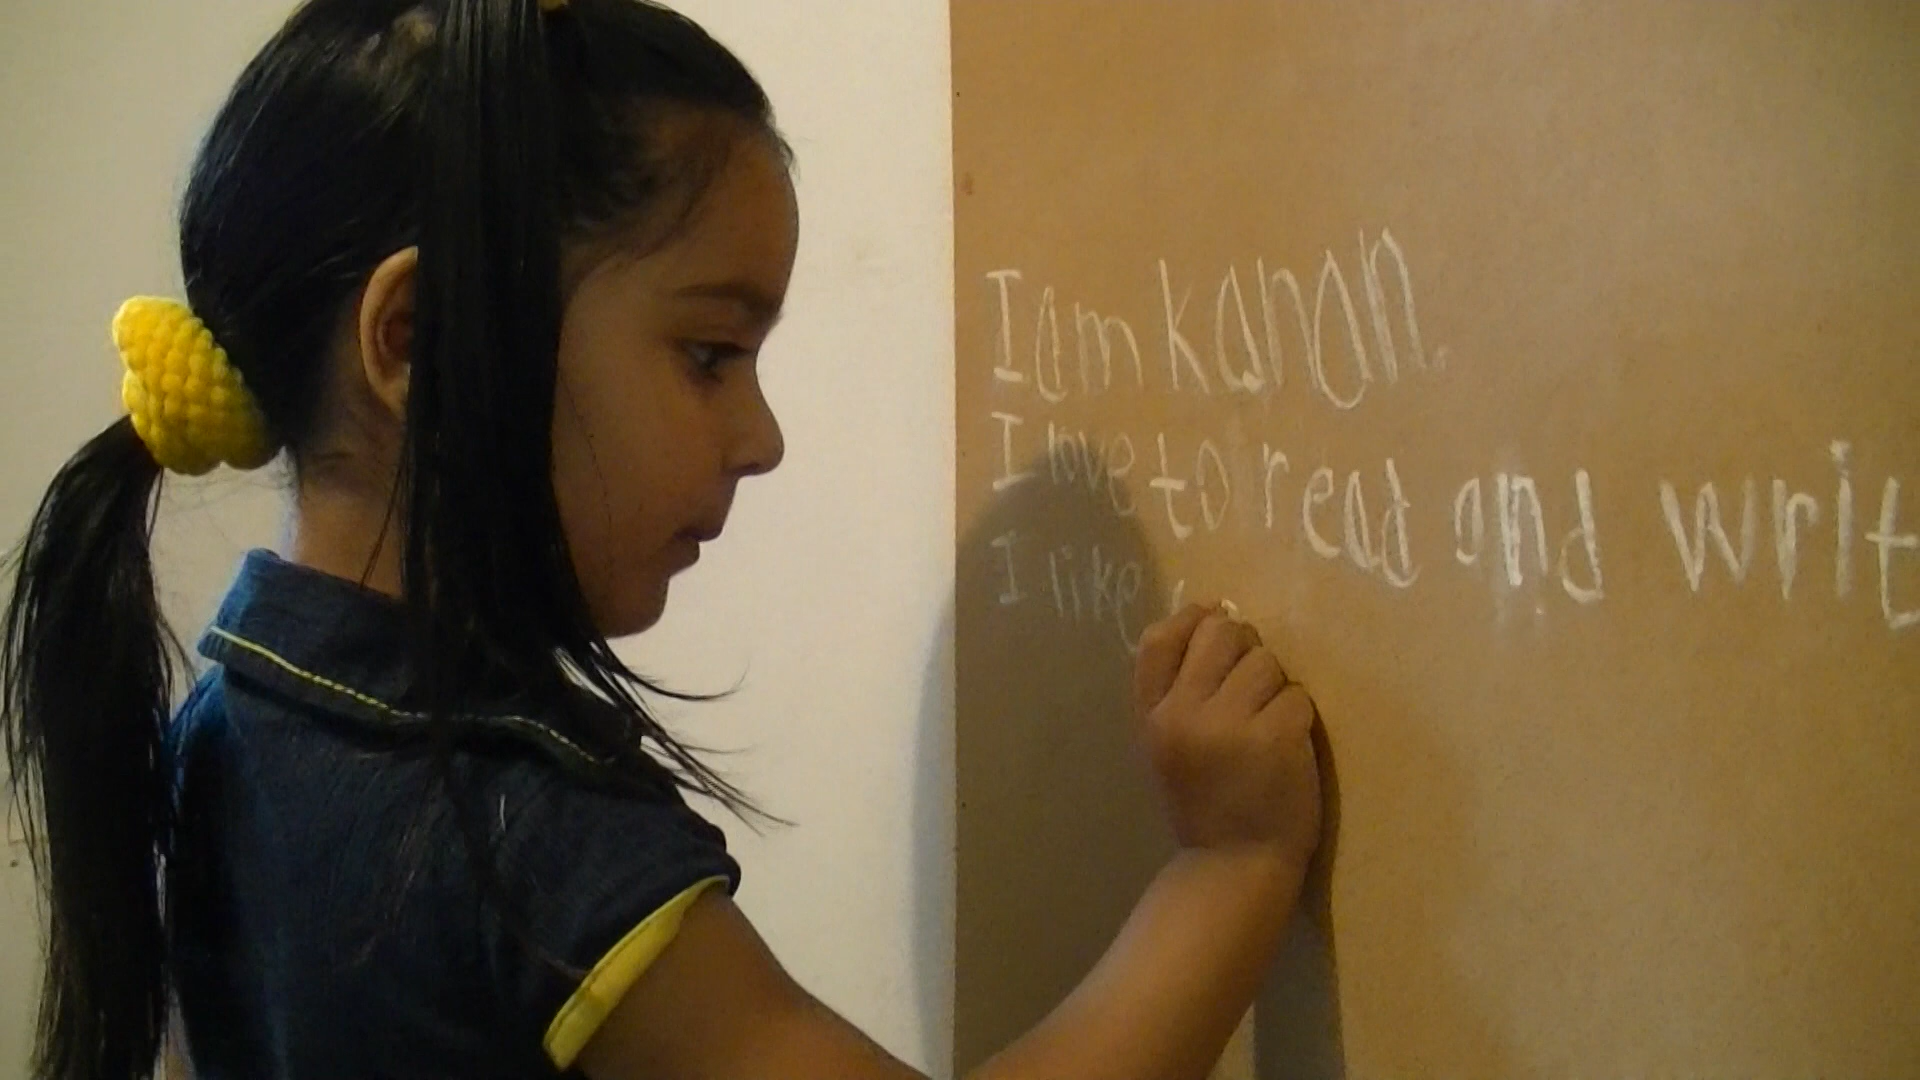 I am kanan.
I love to read and writ
I like